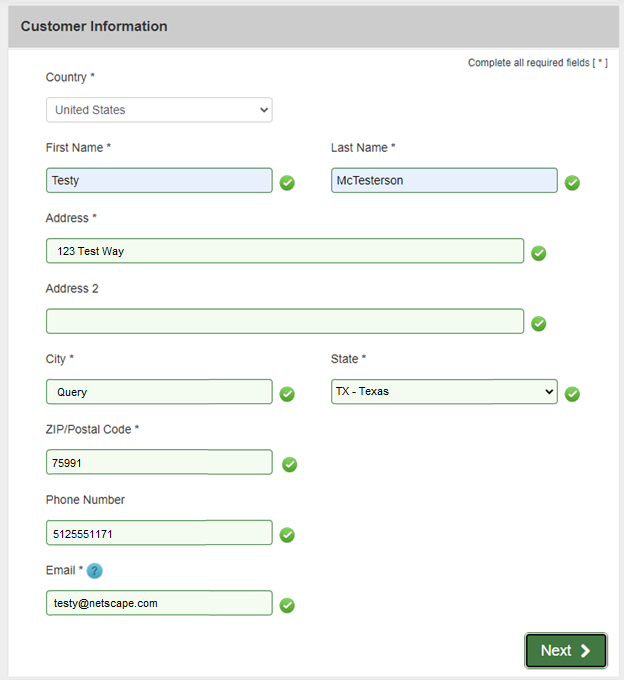 Customer Information
Complete all required fields [ * ]
Country *
United States
First Name *
Last Name *
Testy
McTesterson
Address *
123 Test Way
Address 2
City *
State *
Query
TX - Texas
ZIP/Postal Code *
75991
Phone Number
5125551171
Email * ?
testy@netscape.com
Next